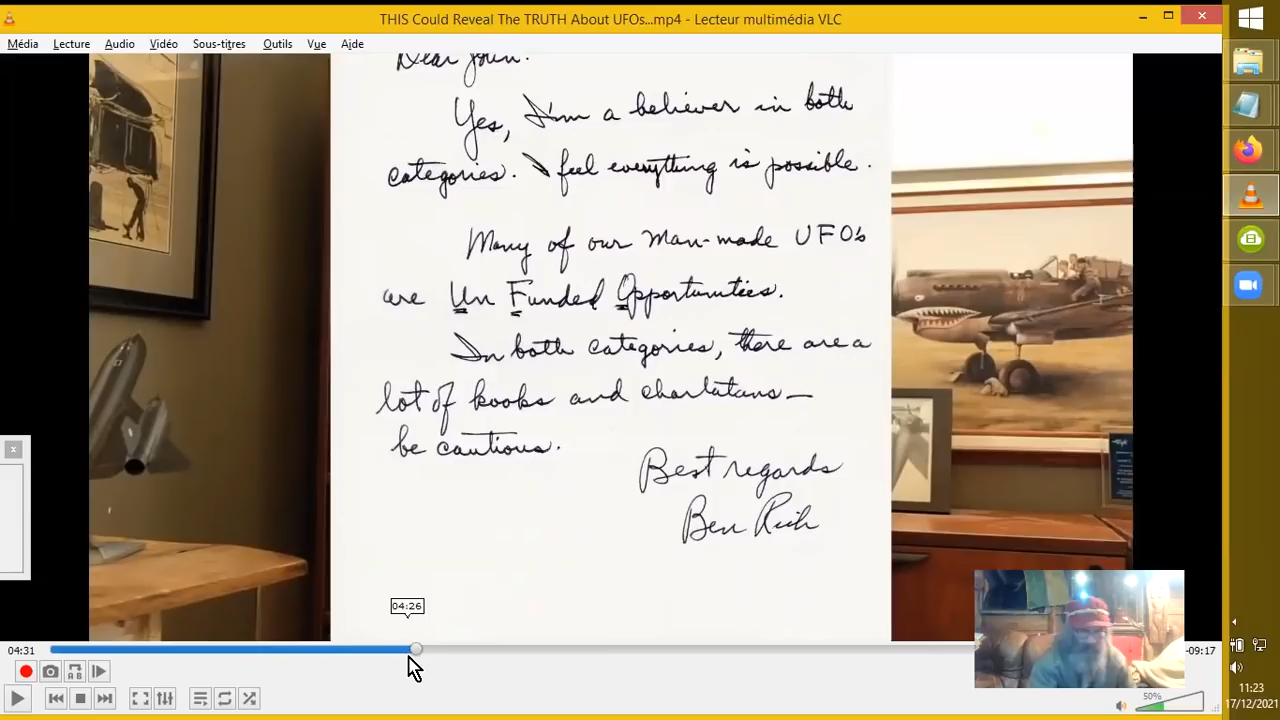 THIS Could Reveal The TRUTH About UFOs...mp4 - Lecteur multimédia VLC
Média Lecture Audio Vidéo Sous-titres Outils Vue Aide
Dear John.
Yes, I'm a believer in both
categories. I feel everything is possible.
Many of our Man-made UFO's
are Un Funded Opportunities.
In both categories, there are a
lot of kooks and charlatans—
be cautious.
Best regards
Ben Rich
04:26
04:31
-09:17
50%
11:23
17/12/2021